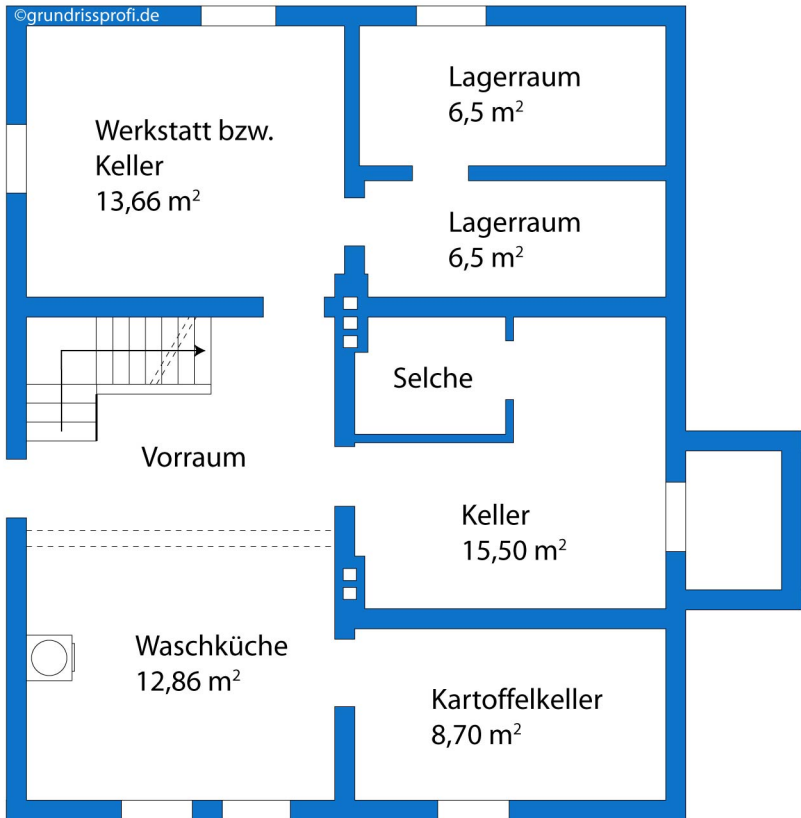 ©grundrissprofi.de
Werkstatt bzw.
Keller
13,66 m²
Lagerraum
6,5 m²
Lagerraum
6,5 m²
Selche
Vorraum
Keller
15,50 m²
Waschküche
12,86 m²
Kartoffelkeller
8,70 m²